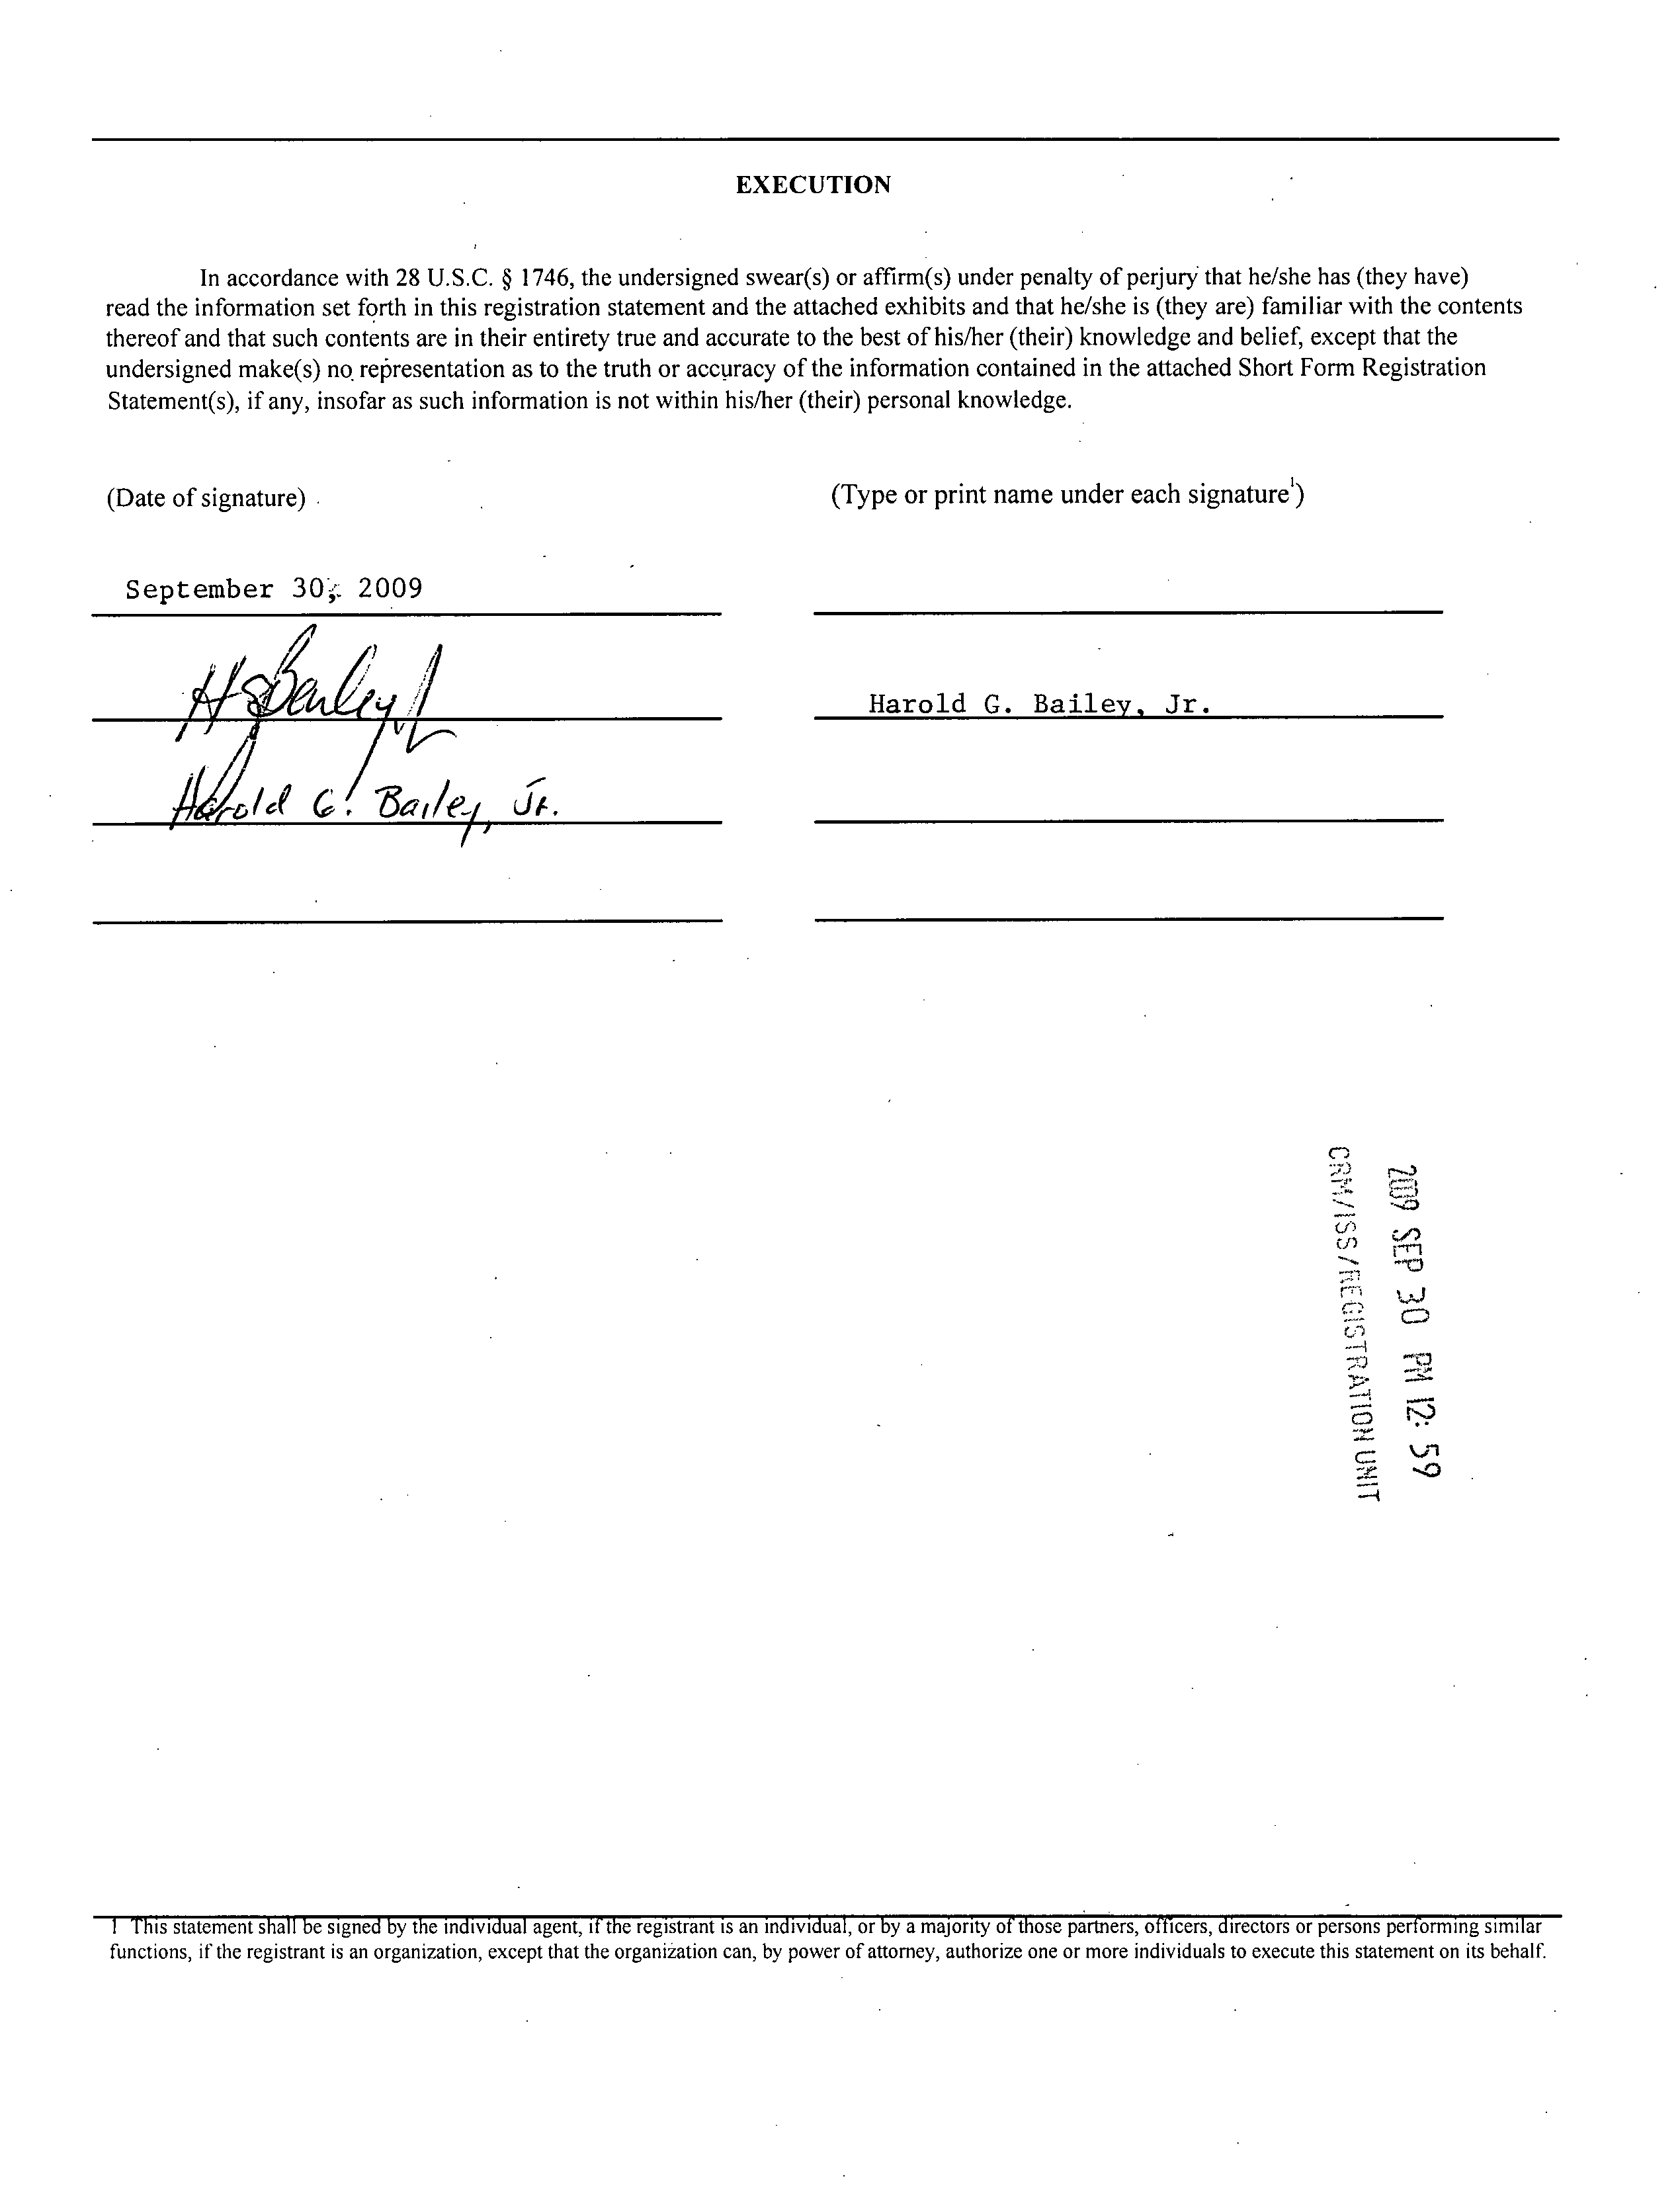 EXECUTION
In accordance with 28 U.S.C. § 1746, the undersigned swear(s) or affirm(s) under penalty of perjury that he/she has (they have)
read the information set forth in this registration statement and the attached exhibits and that he/she is (they are) familiar with the contents
thereof and that such contents are in their entirety true and accurate to the best of his/her (their) knowledge and belief, except that the
undersigned make(s) no representation as to the truth or accuracy of the information contained in the attached Short Form Registration
Statement(s), if any, insofar as such information is not within his/her (their) personal knowledge.
(Date of signature)
(Type or print name under each signature¹)
September 30, 2009
HGBailey Jr
Harold G. Bailey, Jr.
Harold G. Bailey, Jr.
2009 SEP 30 PM 12: 59
CRM/ISS/REGISTRATION UNIT
1 This statement shall be signed by the individual agent, if the registrant is an individual, or by a majority of those partners, officers, directors or persons performing similar
functions, if the registrant is an organization, except that the organization can, by power of attorney, authorize one or more individuals to execute this statement on its behalf.